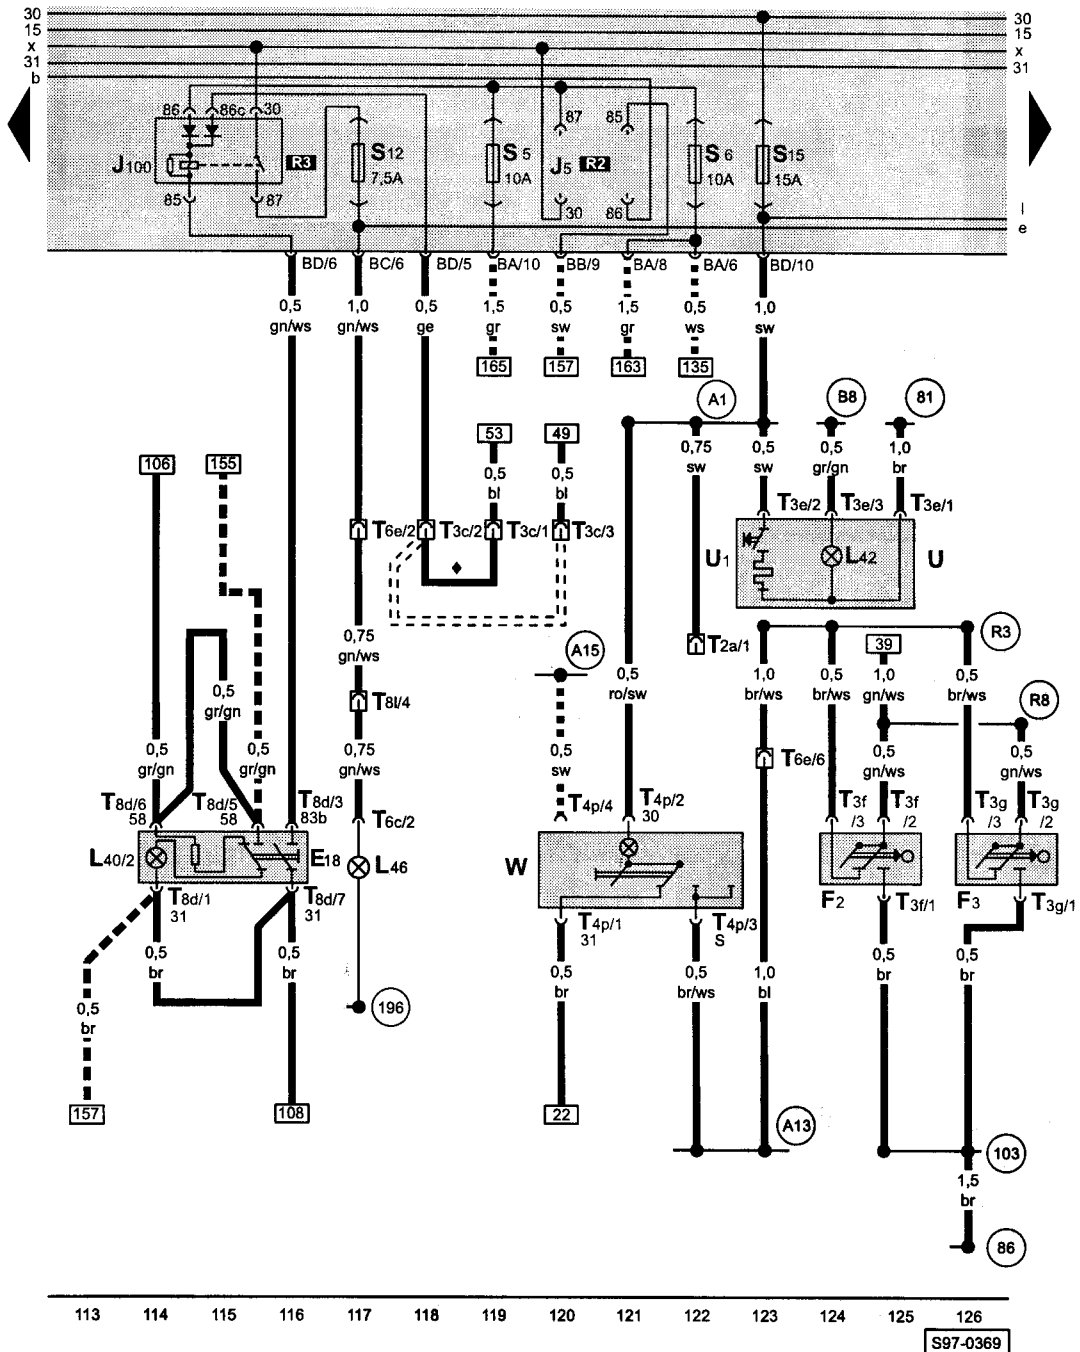 30 30
15 15
x x
31 31
b
86 86c 30 87 85
J100 R3 S12 7,5A S5 10A J5 R2 S6 10A S15 15A
85 87 30 86
l
e
BD/6 BC/6 BD/5 BA/10 BB/9 BA/8 BA/6 BD/10
0,5 1,0 0,5 1,5 0,5 1,5 0,5 1,0
gn/ws gn/ws ge gr sw gr ws sw
165 157 163 135
A1 B8 81
53 49
0,75 0,5 0,5 1,0
sw sw gr/gn br
106 155
0,5 0,5
bl bl
T3e/2 T3e/3 T3e/1
T6e/2 T3c/2 T3c/1 T3c/3
U1 L42 U
0,75
gn/ws
A15
T2a/1
R3
39
0,5
ro/sw
1,0 0,5 1,0 0,5
br/ws br/ws gn/ws br/ws
0,5
gr/gn
T8l/4
R8
0,5 0,5 0,75 0,5
gr/gn gr/gn gn/ws sw
T6e/6
0,5 0,5
gn/ws gn/ws
T8d/6 T8d/5 T8d/3
58 58 83b
T6c/2
T4p/4 T4p/2
30
T3f/3 T3f/2 T3g/3 T3g/2
L40/2 E18 L46 W
F2 T3f/1 F3 T3g/1
T8d/1 T8d/7
31 31
T4p/1 T4p/3
31 S
0,5 0,5 0,5 0,5 1,0 0,5 0,5
br br br br/ws bl br br
0,5
br
196
157 108 22
A13
103
1,5
br
86
113 114 115 116 117 118 119 120 121 122 123 124 125 126
S97-0369